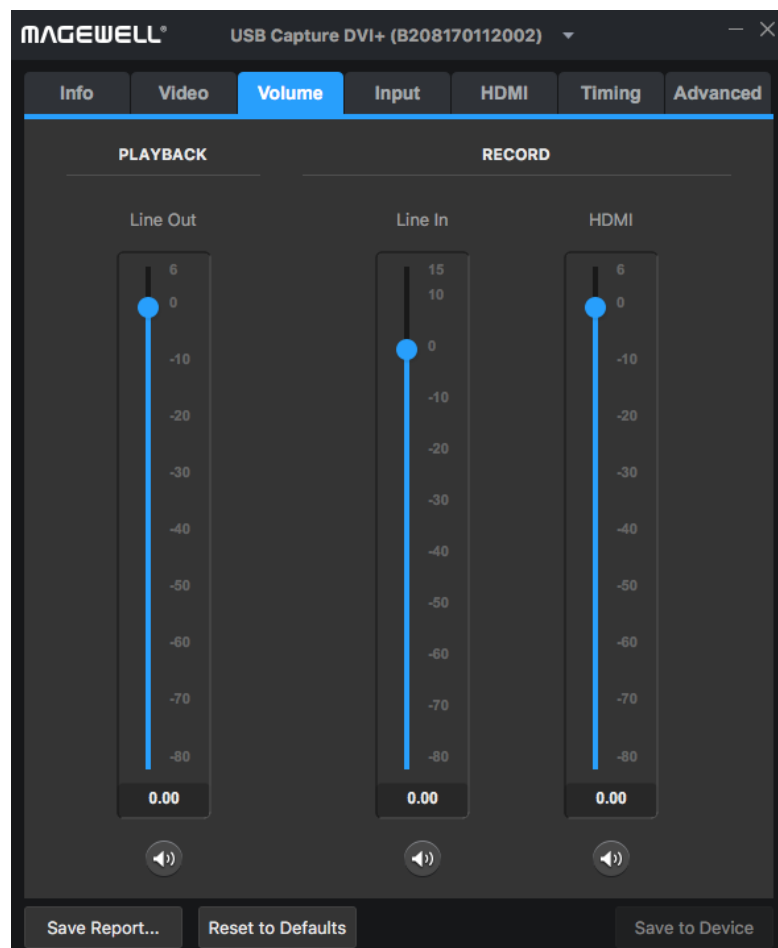 MAGEWELL® USB Capture DVI+ (B208170112002)
Info Video Volume Input HDMI Timing Advanced
PLAYBACK RECORD
Line Out Line In HDMI
6 15 6
0 10 0
0
-10 -10 -10
-20 -20 -20
-30 -30 -30
-40 -40 -40
-50 -50 -50
-60 -60 -60
-70 -70 -70
-80 -80 -80
0.00 0.00 0.00
Save Report... Reset to Defaults Save to Device